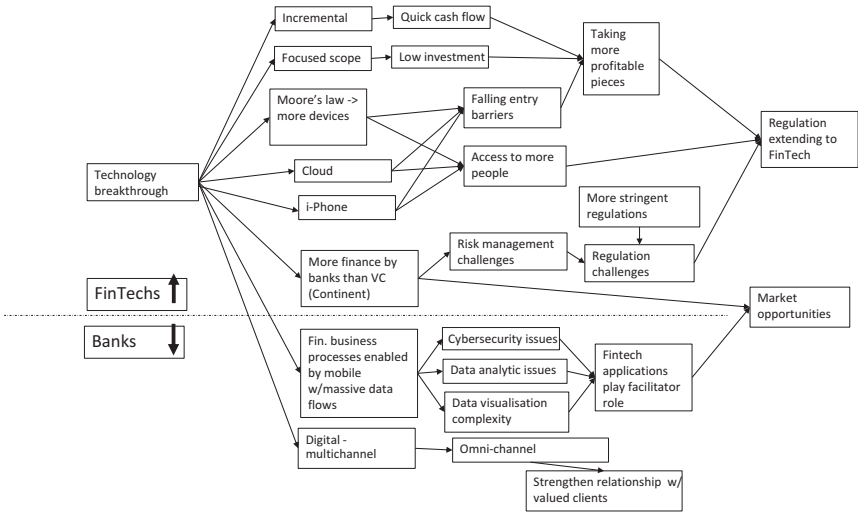 Incremental
Quick cash flow
Taking
more
profitable
pieces
Focused scope
Low investment
Moore's law ->
more devices
Falling entry
barriers
Regulation
extending to
FinTech
Technology
breakthrough
Cloud
Access to more
people
i-Phone
More stringent
regulations
More finance by
banks than VC
(Continent)
Risk management
challenges
Regulation
challenges
FinTechs
Market
opportunities
Banks
Fin. business
processes enabled
by mobile
w/massive data
flows
Cybersecurity issues
Data analytic issues
Data visualisation
complexity
Fintech
applications
play facilitator
role
Digital -
multichannel
Omni-channel
Strengthen relationship w/
valued clients